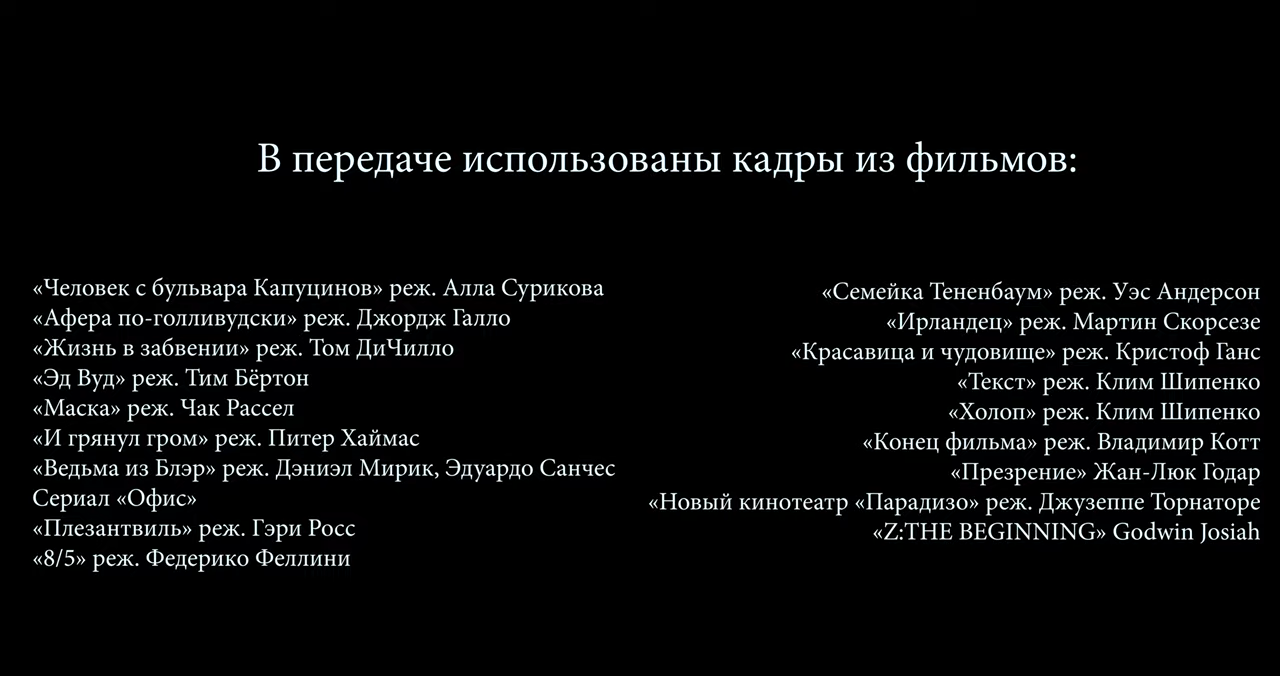 В передаче использованы кадры из фильмов:
«Человек с бульвара Капуцинов» реж. Алла Сурикова
«Афера по-голливудски» реж. Джордж Галло
«Жизнь в забвении» реж. Том ДиЧилло
«Эд Вуд» реж. Тим Бёртон
«Маска» реж. Чак Рассел
«И грянул гром» реж. Питер Хаймас
«Ведьма из Блэр» реж. Дэниэл Мирик, Эдуардо Санчес
Сериал «Офис»
«Плезантвиль» реж. Гэри Росс
«8/5» реж. Федерико Феллини
«Семейка Тененбаум» реж. Уэс Андерсон
«Ирландец» реж. Мартин Скорсезе
«Красавица и чудовище» реж. Кристоф Ганс
«Текст» реж. Клим Шипенко
«Холоп» реж. Клим Шипенко
«Конец фильма» реж. Владимир Котт
«Презрение» Жан-Люк Годар
«Новый кинотеатр «Парадизо» реж. Джузеппе Торнаторе
«Z:THE BEGINNING» Godwin Josiah